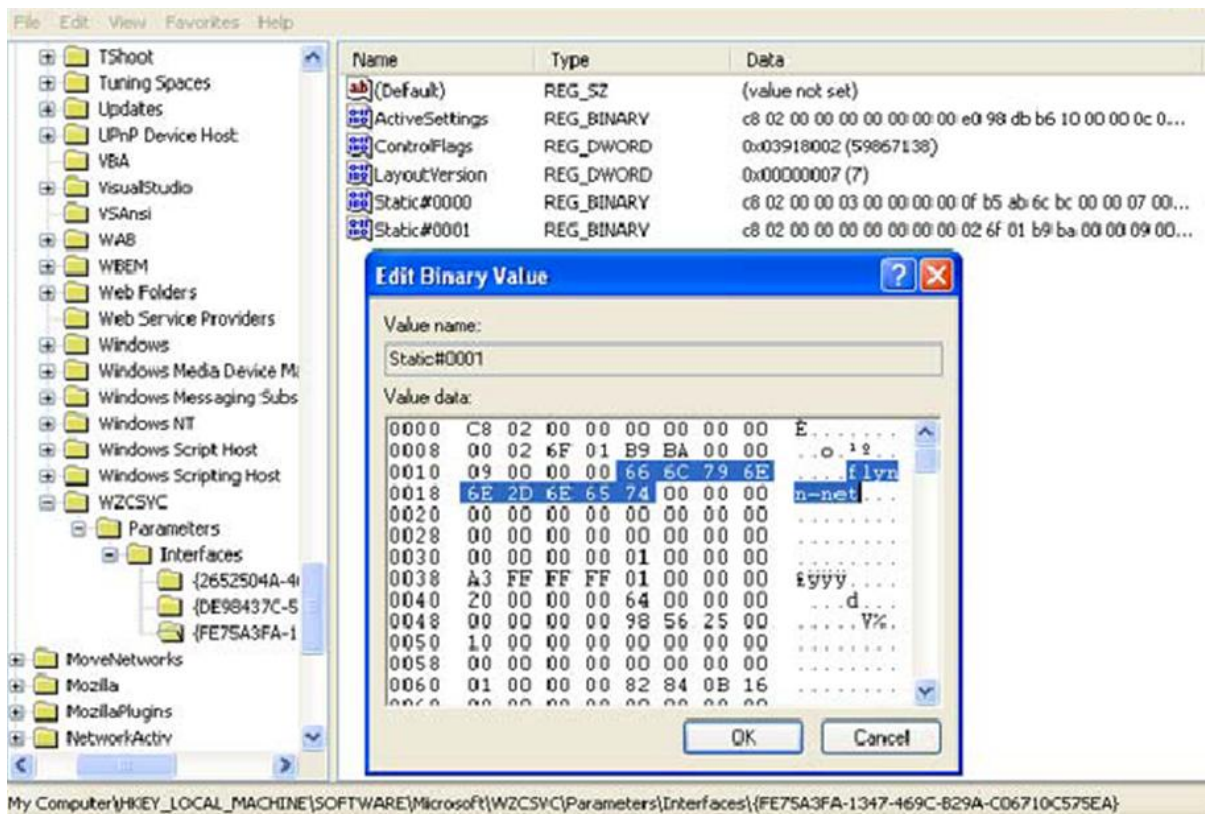 File Edit View Favorites Help
TShoot
Tuning Spaces
Updates
UPnP Device Host
VBA
VisualStudio
VSAnsi
WAB
WBEM
Web Folders
Web Service Providers
Windows
Windows Media Device Ma
Windows Messaging Subs
Windows NT
Windows Script Host
Windows Scripting Host
WZCSVC
Parameters
Interfaces
{2652504A-4
{DE98437C-5
{FE75A3FA-1
MoveNetworks
Mozilla
MozillaPlugins
NetworkActiv
Name Type Data
(Default) REG_SZ (value not set)
ActiveSettings REG_BINARY c8 02 00 00 00 00 00 00 00 e0 98 db b6 10 00 00 0c 0...
ControlFlags REG_DWORD 0x03918002 (59867138)
LayoutVersion REG_DWORD 0x00000007 (7)
Static#0000 REG_BINARY c8 02 00 00 03 00 00 00 00 0f b5 ab 6c bc 00 00 07 00...
Static#0001 REG_BINARY c8 02 00 00 00 00 00 00 00 02 6f 01 b9 ba 00 00 09 00...
Edit Binary Value
Value name:
Static#0001
Value data:
0000 C8 02 00 00 00 00 00 00 È.......
0008 00 02 6F 01 B9 BA 00 00 ..o.¹º..
0010 09 00 00 00 66 6C 79 6E ....flyn
0018 6E 2D 6E 65 74 00 00 00 n-net...
0020 00 00 00 00 00 00 00 00 ........
0028 00 00 00 00 00 00 00 00 ........
0030 00 00 00 00 01 00 00 00 ........
0038 A3 FF FF FF 01 00 00 00 £ÿÿÿ....
0040 20 00 00 00 64 00 00 00 ...d...
0048 00 00 00 00 98 56 25 00 .....V%.
0050 10 00 00 00 00 00 00 00 ........
0058 00 00 00 00 00 00 00 00 ........
0060 01 00 00 00 82 84 0B 16 ........
OK Cancel
My Computer\HKEY_LOCAL_MACHINE\SOFTWARE\Microsoft\WZCSVC\Parameters\Interfaces\{FE75A3FA-1347-469C-B29A-C06710C575EA}